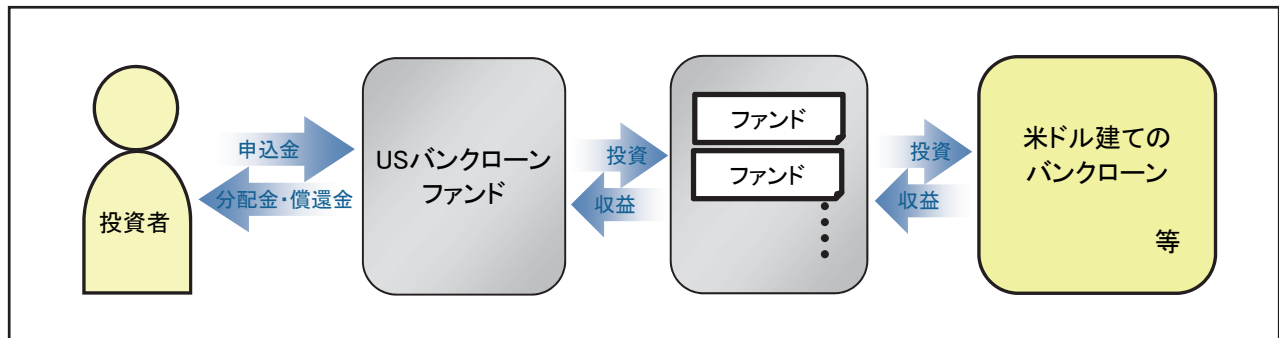 投資者
申込金
分配金・償還金
USバンクローン
ファンド
投資
収益
ファンド
ファンド
投資
収益
米ドル建ての
バンクローン
等